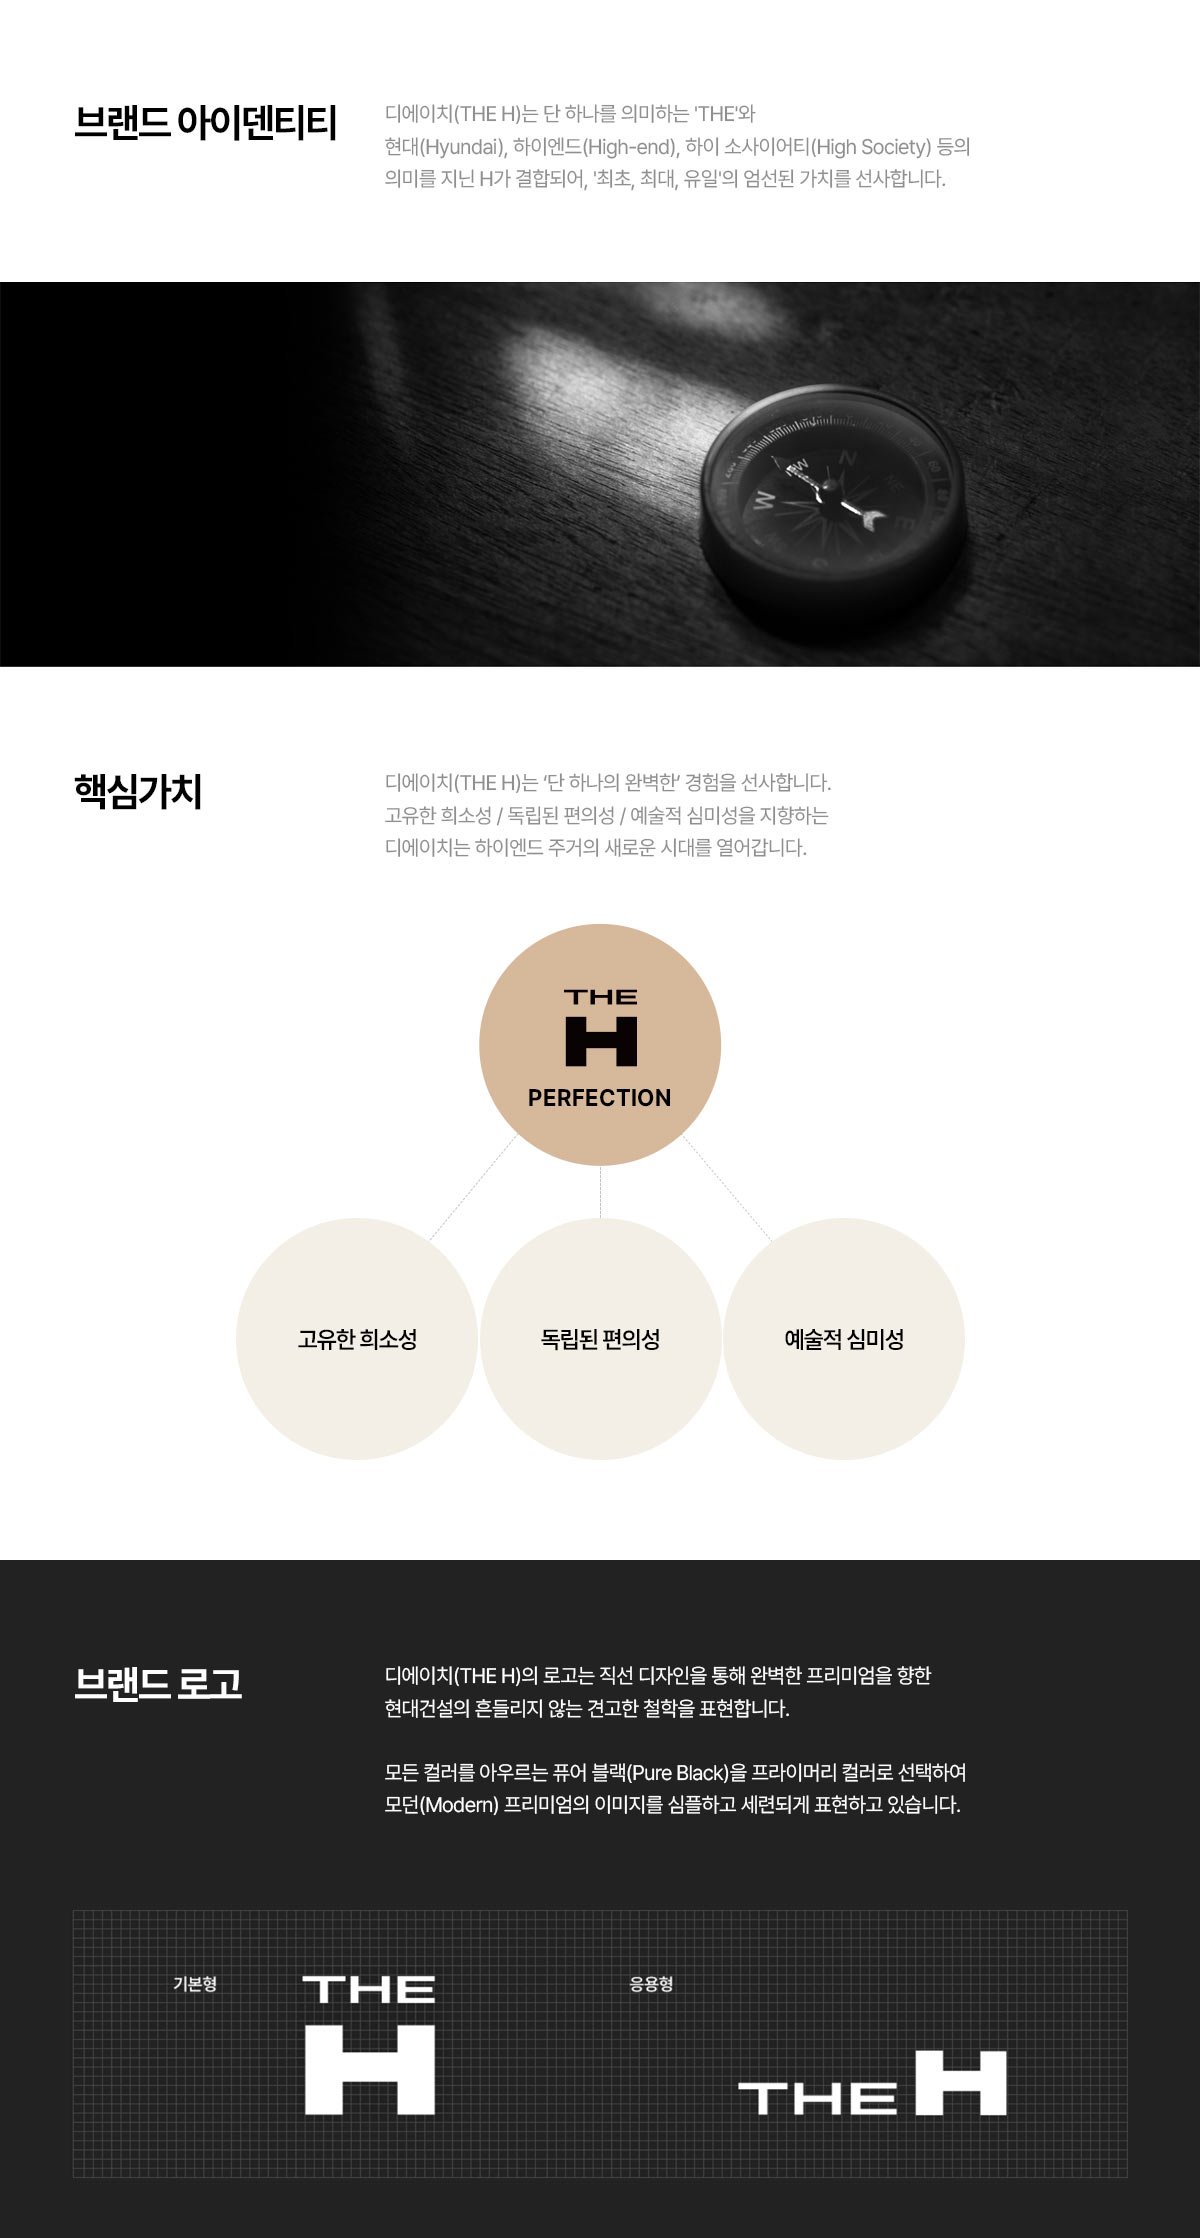 브랜드 아이덴티티
디에이치(THE H)는 단 하나를 의미하는 'THE'와
현대(Hyundai), 하이엔드(High-end), 하이 소사이어티(High Society) 등의
의미를 지닌 H가 결합되어, '최초, 최대, 유일'의 엄선된 가치를 선사합니다.
N
NW
NE
W
E
60
핵심가치
디에이치(THE H)는 ‘단 하나의 완벽한’ 경험을 선사합니다.
고유한 희소성 / 독립된 편의성 / 예술적 심미성을 지향하는
디에이치는 하이엔드 주거의 새로운 시대를 열어갑니다.
THE
H
PERFECTION
고유한 희소성
독립된 편의성
예술적 심미성
브랜드 로고
디에이치(THE H)의 로고는 직선 디자인을 통해 완벽한 프리미엄을 향한
현대건설의 흔들리지 않는 견고한 철학을 표현합니다.
모든 컬러를 아우르는 퓨어 블랙(Pure Black)을 프라이머리 컬러로 선택하여
모던(Modern) 프리미엄의 이미지를 심플하고 세련되게 표현하고 있습니다.
기본형
THE
H
응용형
THE H